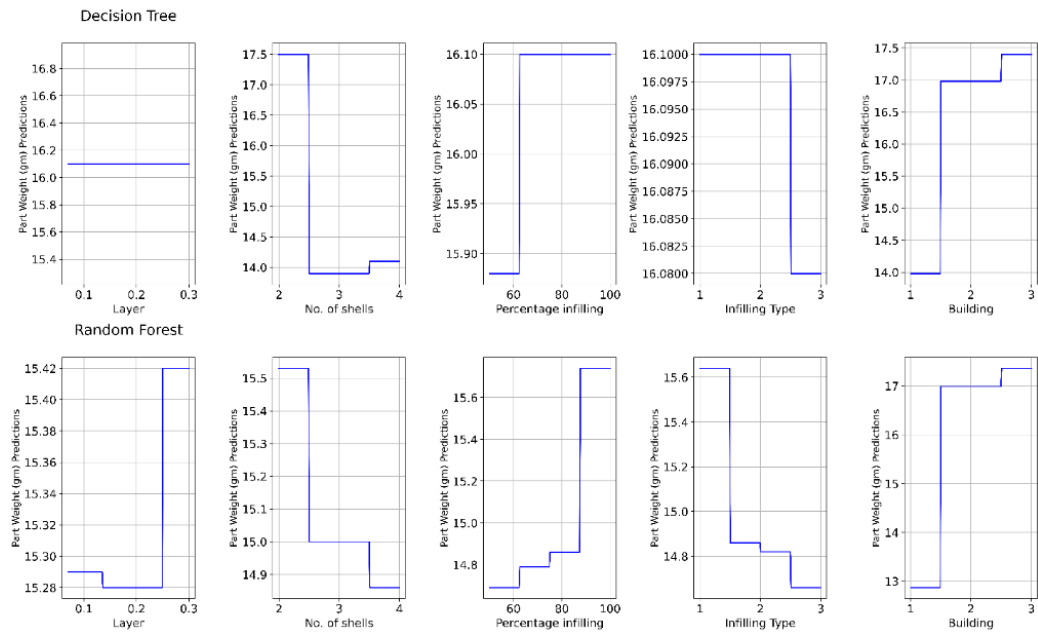 Decision Tree
Part Weight (gm) Predictions
16.8
16.6
16.4
16.2
16.0
15.8
15.6
15.4
0.1 0.2 0.3
Layer
Part Weight (gm) Predictions
17.5
17.0
16.5
16.0
15.5
15.0
14.5
14.0
2 3 4
No. of shells
Part Weight (gm) Predictions
16.10
16.05
16.00
15.95
15.90
60 80 100
Percentage infilling
Part Weight (gm) Predictions
16.1000
16.0975
16.0950
16.0925
16.0900
16.0875
16.0850
16.0825
16.0800
1 2 3
Infilling Type
Part Weight (gm) Predictions
17.5
17.0
16.5
16.0
15.5
15.0
14.5
14.0
1 2 3
Building
Random Forest
Part Weight (gm) Predictions
15.42
15.40
15.38
15.36
15.34
15.32
15.30
15.28
0.1 0.2 0.3
Layer
Part Weight (gm) Predictions
15.5
15.4
15.3
15.2
15.1
15.0
14.9
2 3 4
No. of shells
Part Weight (gm) Predictions
15.6
15.4
15.2
15.0
14.8
60 80 100
Percentage infilling
Part Weight (gm) Predictions
15.6
15.4
15.2
15.0
14.8
1 2 3
Infilling Type
Part Weight (gm) Predictions
17
16
15
14
13
1 2 3
Building